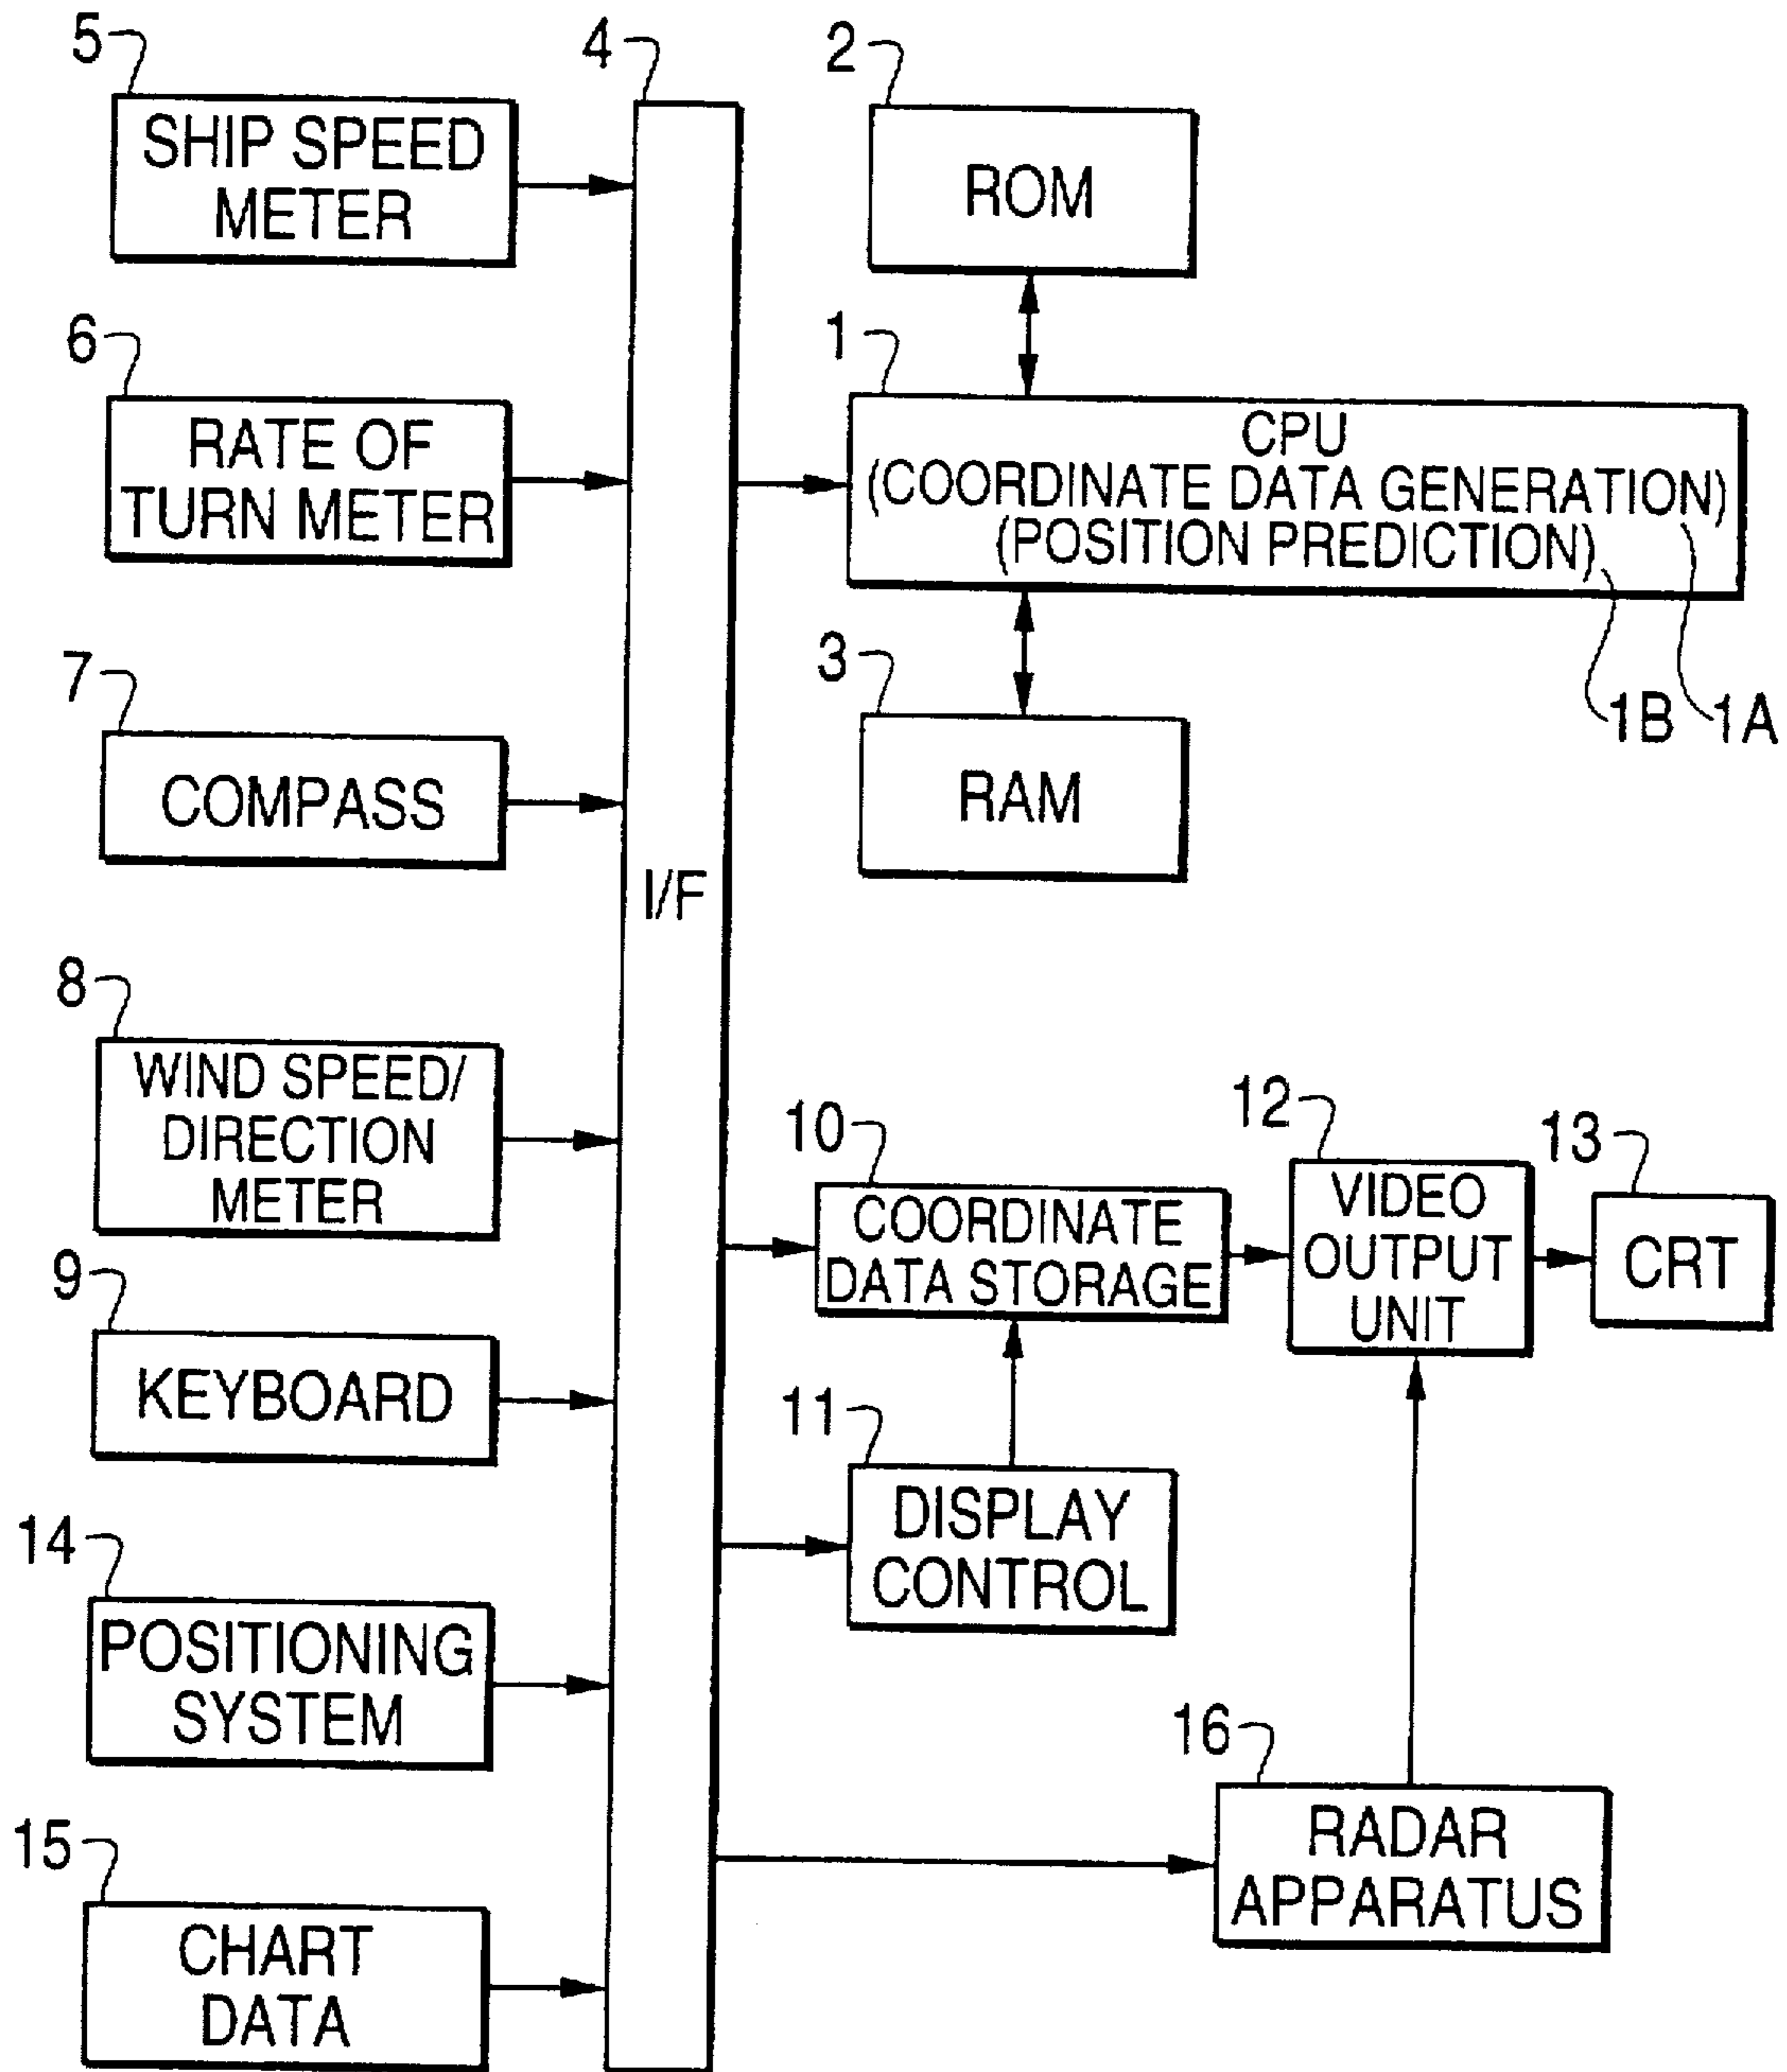 5
SHIP SPEED
METER
6
RATE OF
TURN METER
7
COMPASS
8
WIND SPEED/
DIRECTION
METER
9
KEYBOARD
14
POSITIONING
SYSTEM
15
CHART
DATA
4
I/F
2
ROM
1
CPU
(COORDINATE DATA GENERATION)
(POSITION PREDICTION)
1B
1A
3
RAM
10
COORDINATE
DATA STORAGE
12
VIDEO
OUTPUT
UNIT
13
CRT
11
DISPLAY
CONTROL
16
RADAR
APPARATUS